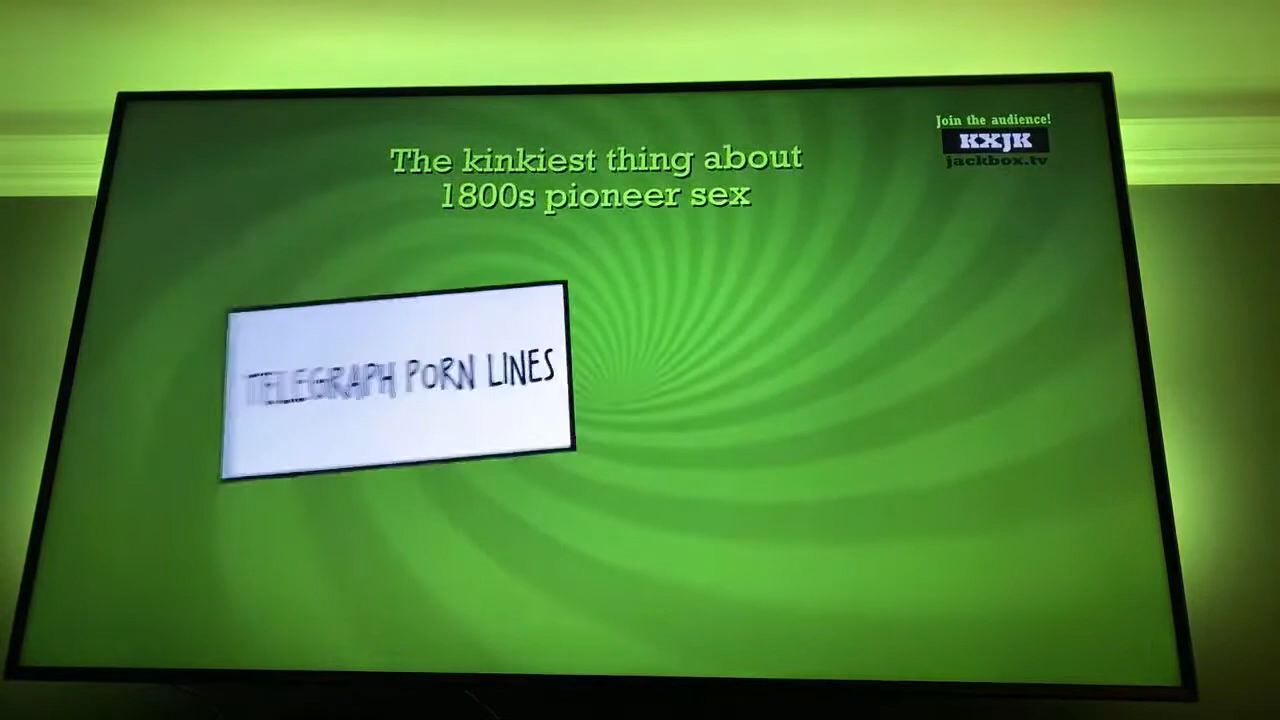 Join the audience!
KXJK
jackbox.tv
The kinkiest thing about
1800s pioneer sex
TELEGRAPH PORN LINES